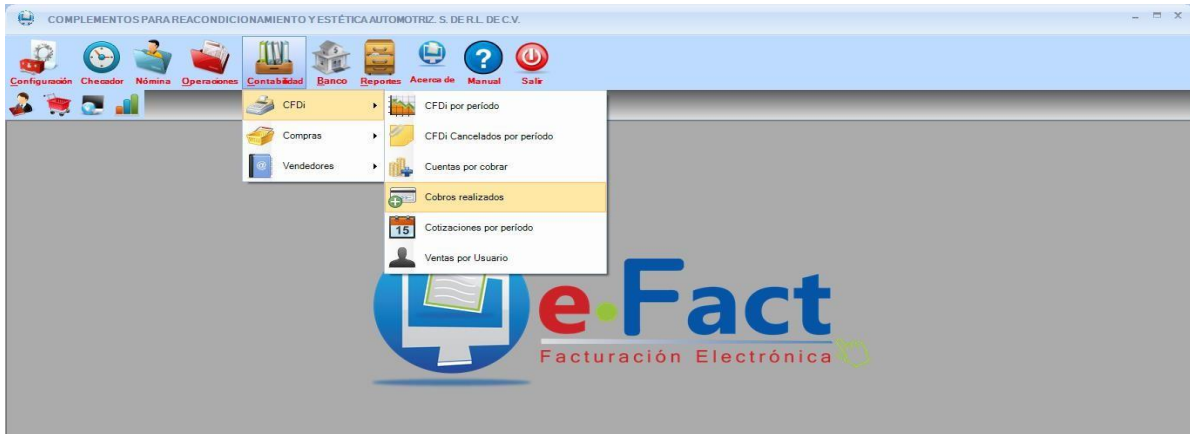 COMPLEMENTOS PARA REACONDICIONAMIENTO Y ESTÉTICA AUTOMOTRIZ. S. DE R.L. DE C.V.
Configuración Checador Nómina Operaciones Contabilidad Banco Reportes Acerca de Manual Salir
CFDi
Compras
Vendedores
CFDi por período
CFDi Cancelados por período
Cuentas por cobrar
Cobros realizados
15
Cotizaciones por período
Ventas por Usuario
e-Fact
Facturación Electrónica